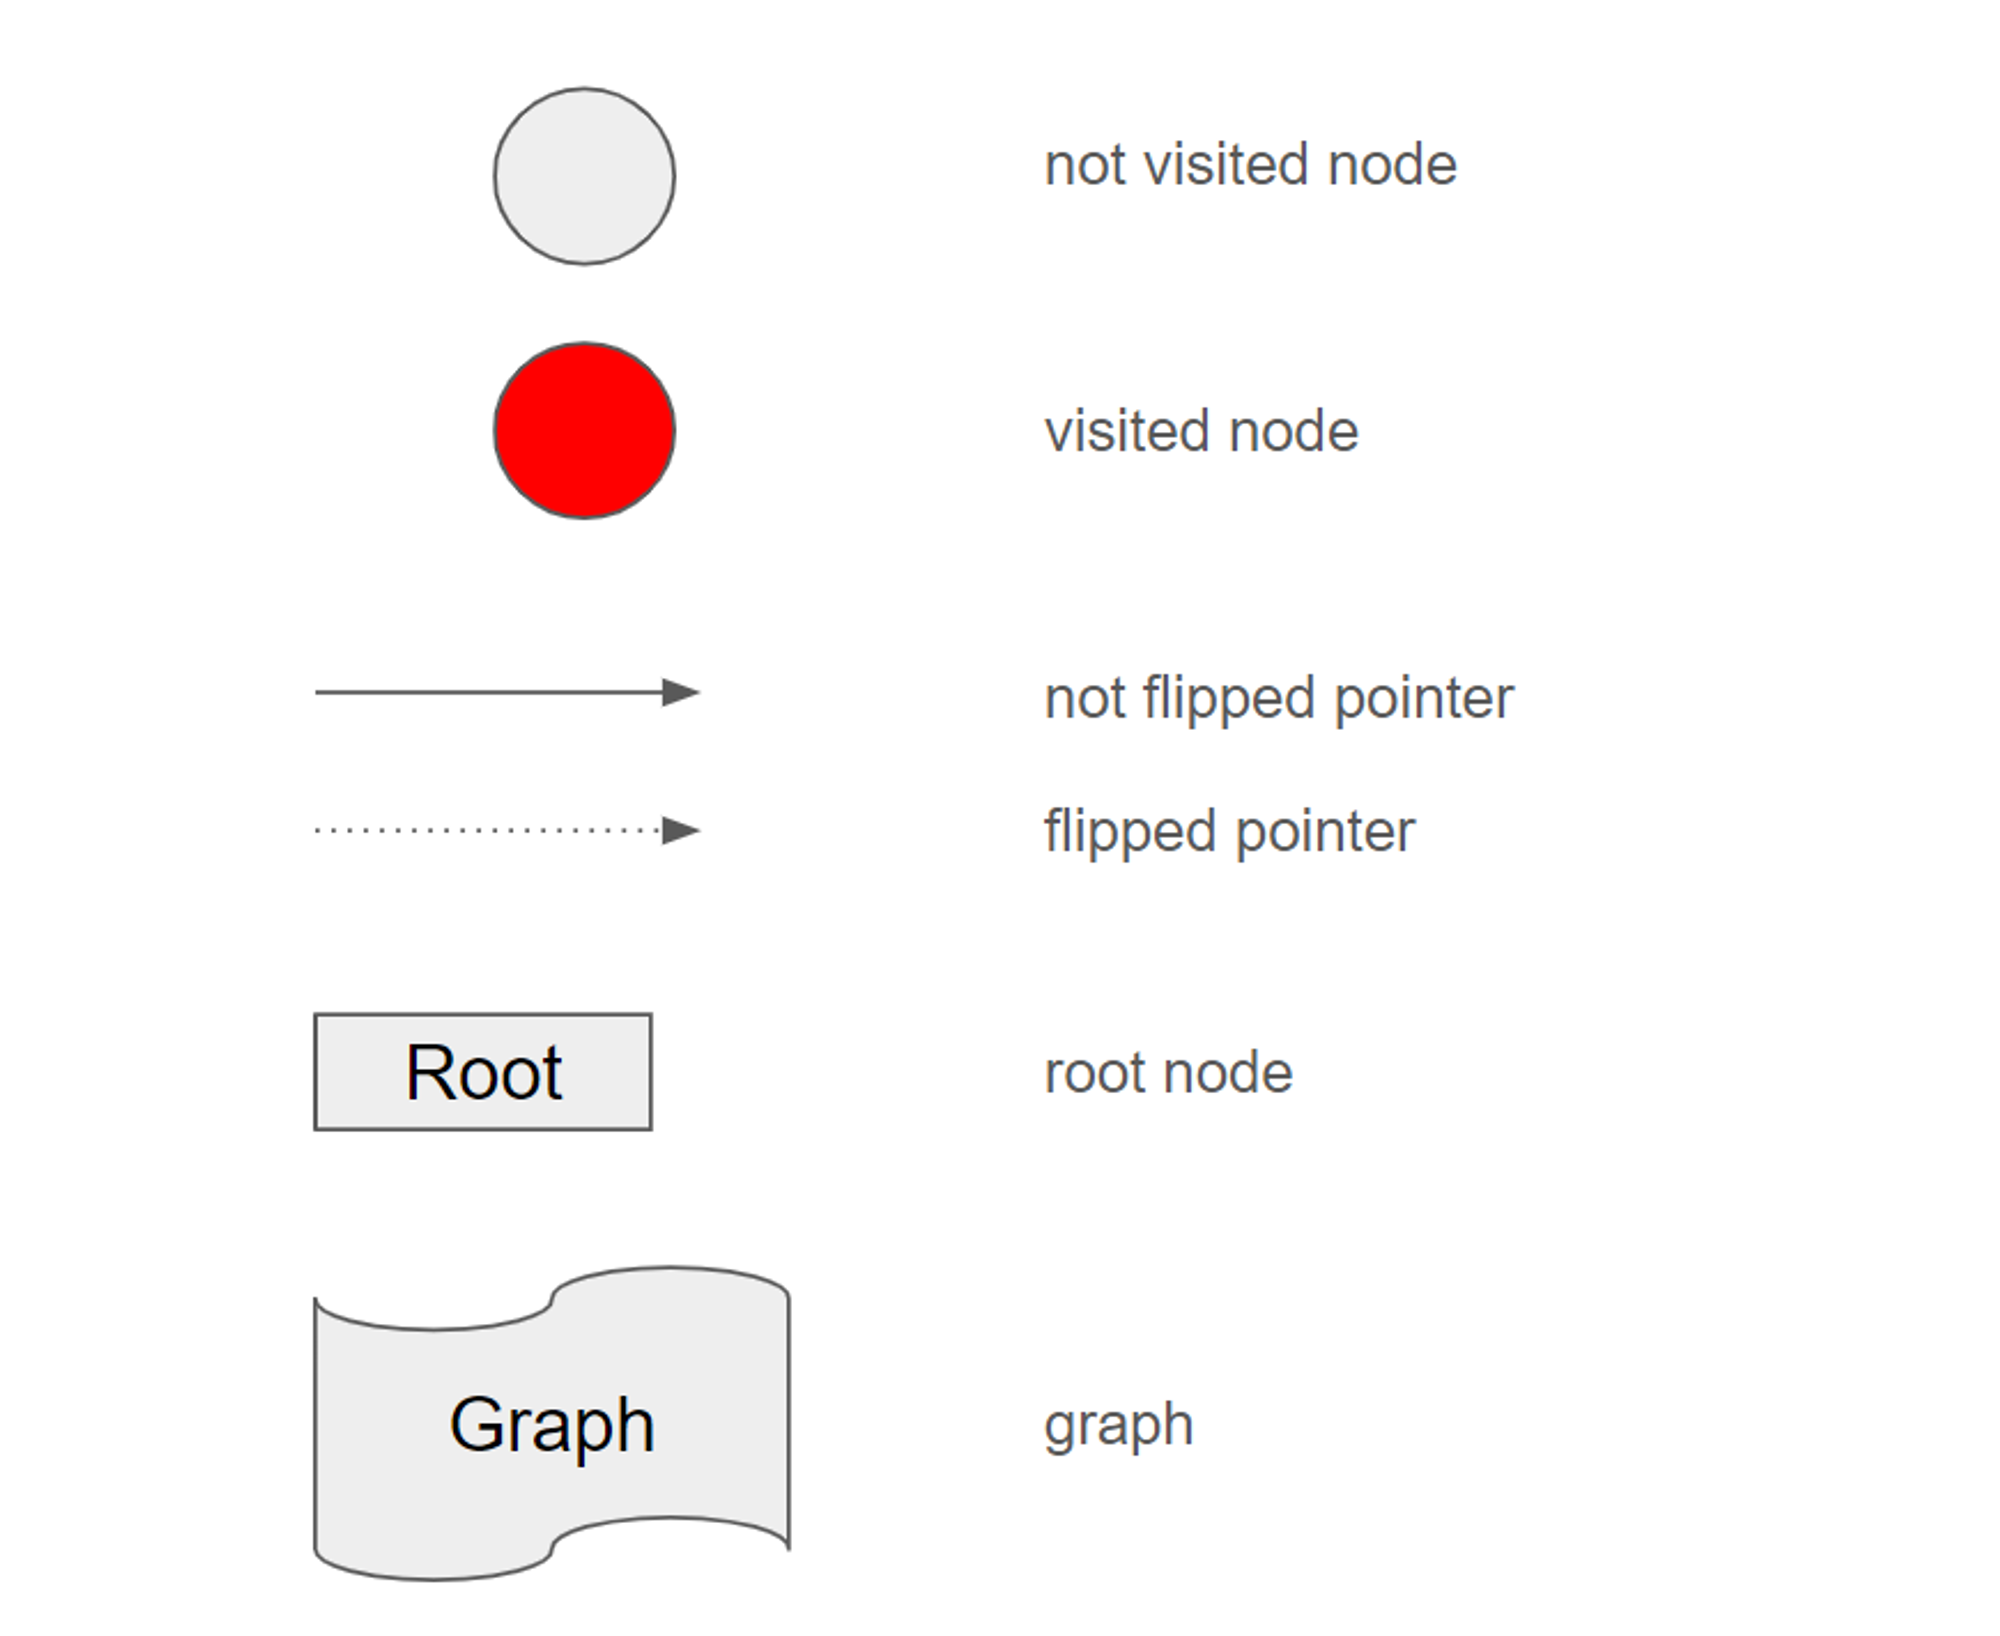 not visited node
visited node
not flipped pointer
flipped pointer
Root
root node
Graph
graph